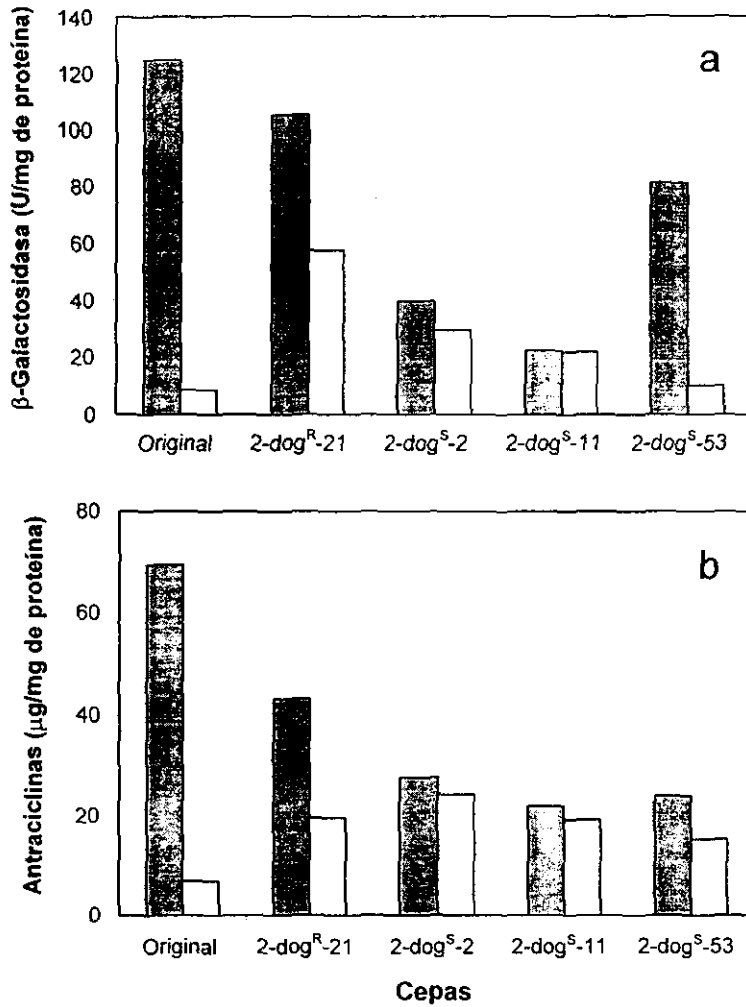 β-Galactosidasa (U/mg de proteína)
140
120
100
80
60
40
20
0
a
Original 2-dog^R-21 2-dog^S-2 2-dog^S-11 2-dog^S-53
Antraciclinas (μg/mg de proteína)
80
60
40
20
0
b
Original 2-dog^R-21 2-dog^S-2 2-dog^S-11 2-dog^S-53
Cepas